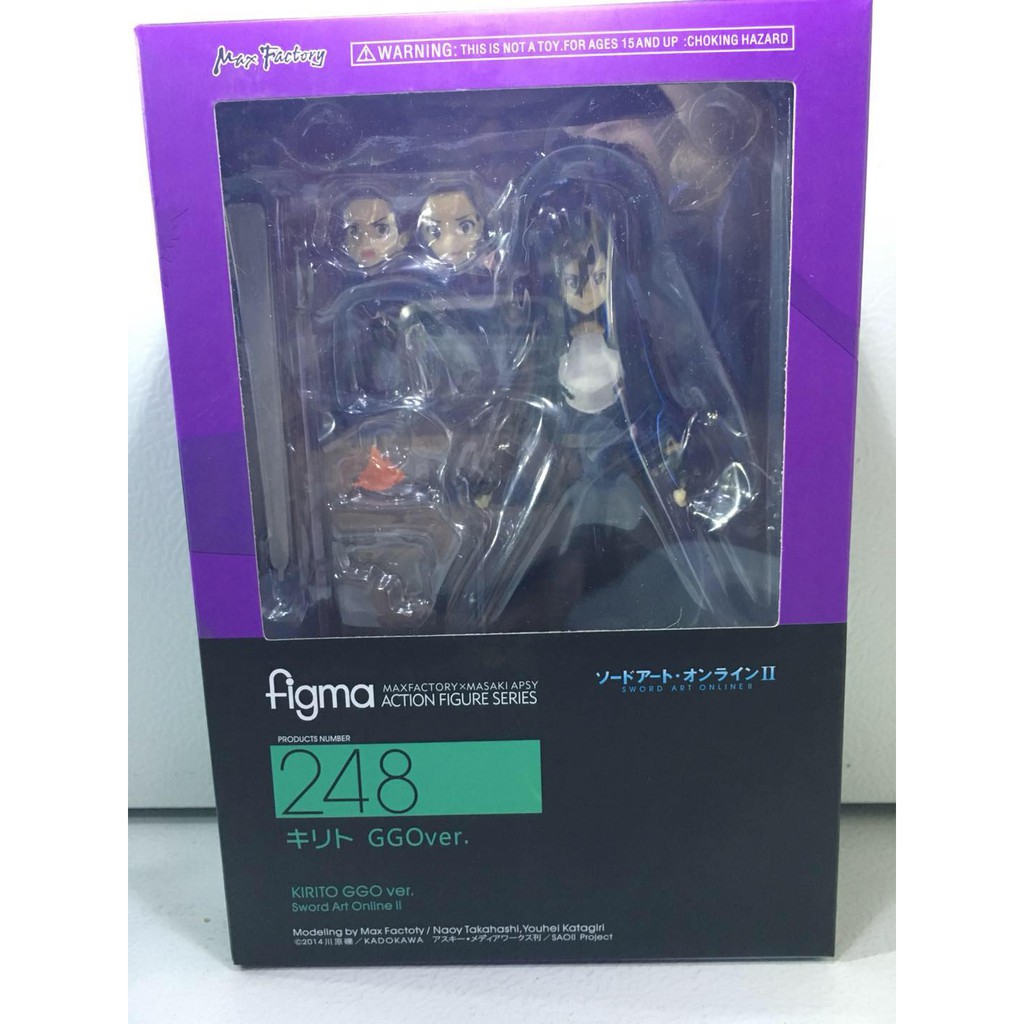 Max Factory
WARNING: THIS IS NOT A TOY.FOR AGES 15 AND UP :CHOKING HAZARD
figma
MAXFACTORY×MASAKI APSY
ACTION FIGURE SERIES
ソードアート・オンラインII
SWORD ART ONLINE II
PRODUCTS NUMBER
248
キリト GGOver.
KIRITO GGO ver.
Sword Art Online II
Modeling by Max Factoty / Naoy Takahashi,Youhei Katagiri
©2014川原礫／KADOKAWA アスキー・メディアワークス刊／SAOII Project